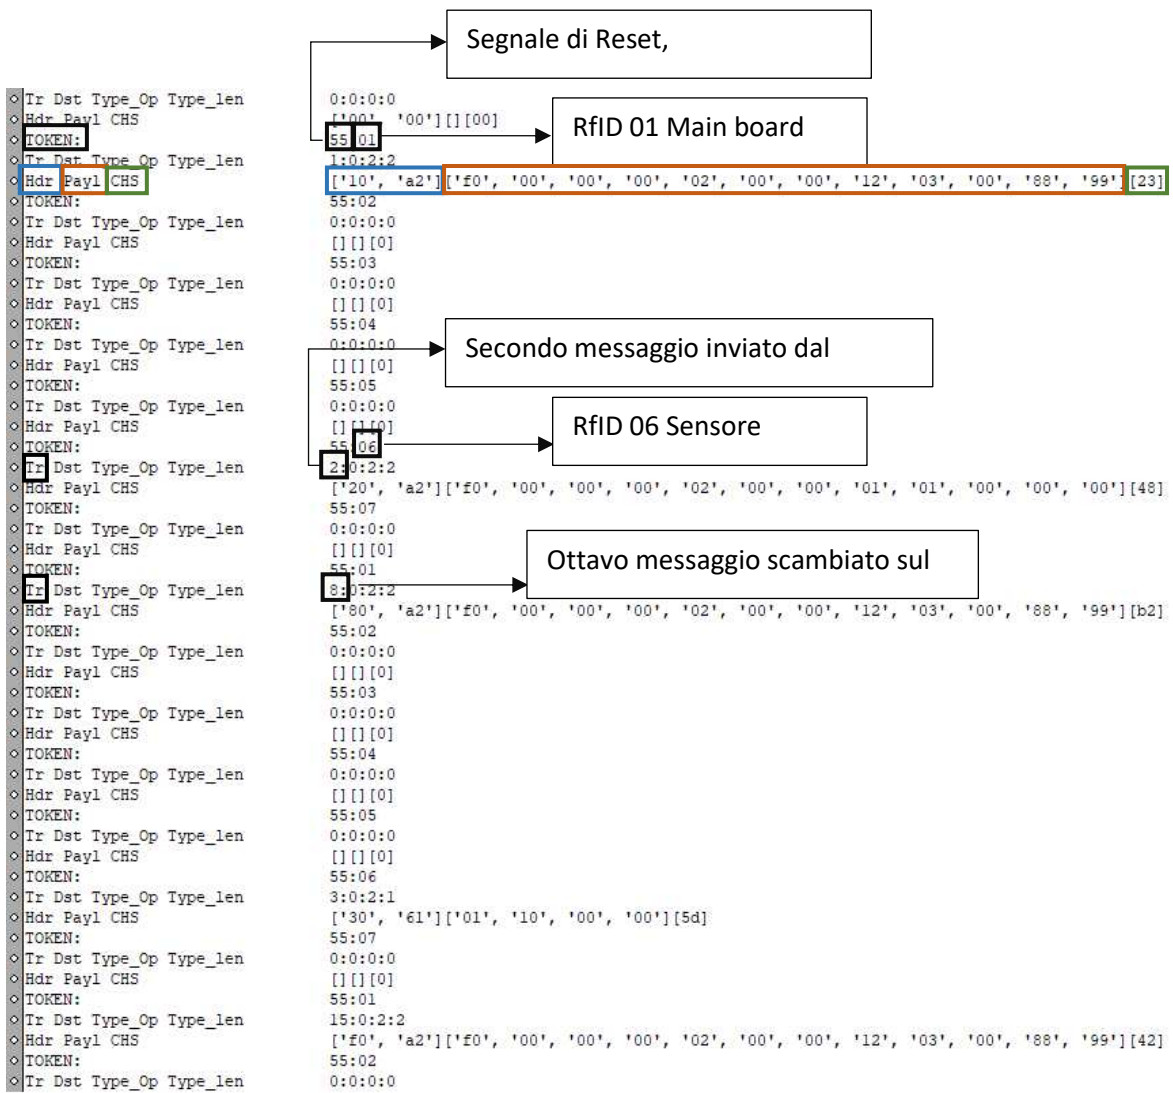 Segnale di Reset,
Tr Dst Type_Op Type_len 0:0:0:0
Hdr Payl CHS ['00', '00'][][00]
RfID 01 Main board
TOKEN: 55:01
Tr Dst Type_Op Type_len 1:0:2:2
Hdr Payl CHS ['10', 'a2']['f0', '00', '00', '00', '02', '00', '00', '12', '03', '00', '88', '99'][23]
TOKEN: 55:02
Tr Dst Type_Op Type_len 0:0:0:0
Hdr Payl CHS [][][0]
TOKEN: 55:03
Tr Dst Type_Op Type_len 0:0:0:0
Hdr Payl CHS [][][0]
TOKEN: 55:04
Tr Dst Type_Op Type_len 0:0:0:0
Secondo messaggio inviato dal
Hdr Payl CHS [][][0]
TOKEN: 55:05
Tr Dst Type_Op Type_len 0:0:0:0
Hdr Payl CHS [][][0]
RfID 06 Sensore
TOKEN: 55:06
Tr Dst Type_Op Type_len 2:0:2:2
Hdr Payl CHS ['20', 'a2']['f0', '00', '00', '00', '02', '00', '00', '01', '01', '00', '00', '00'][48]
TOKEN: 55:07
Tr Dst Type_Op Type_len 0:0:0:0
Hdr Payl CHS [][][0]
Ottavo messaggio scambiato sul
TOKEN: 55:01
Tr Dst Type_Op Type_len 8:0:2:2
Hdr Payl CHS ['80', 'a2']['f0', '00', '00', '00', '02', '00', '00', '12', '03', '00', '88', '99'][b2]
TOKEN: 55:02
Tr Dst Type_Op Type_len 0:0:0:0
Hdr Payl CHS [][][0]
TOKEN: 55:03
Tr Dst Type_Op Type_len 0:0:0:0
Hdr Payl CHS [][][0]
TOKEN: 55:04
Tr Dst Type_Op Type_len 0:0:0:0
Hdr Payl CHS [][][0]
TOKEN: 55:05
Tr Dst Type_Op Type_len 0:0:0:0
Hdr Payl CHS [][][0]
TOKEN: 55:06
Tr Dst Type_Op Type_len 3:0:2:1
Hdr Payl CHS ['30', '61']['01', '10', '00', '00'][5d]
TOKEN: 55:07
Tr Dst Type_Op Type_len 0:0:0:0
Hdr Payl CHS [][][0]
TOKEN: 55:01
Tr Dst Type_Op Type_len 15:0:2:2
Hdr Payl CHS ['f0', 'a2']['f0', '00', '00', '00', '02', '00', '00', '12', '03', '00', '88', '99'][42]
TOKEN: 55:02
Tr Dst Type_Op Type_len 0:0:0:0